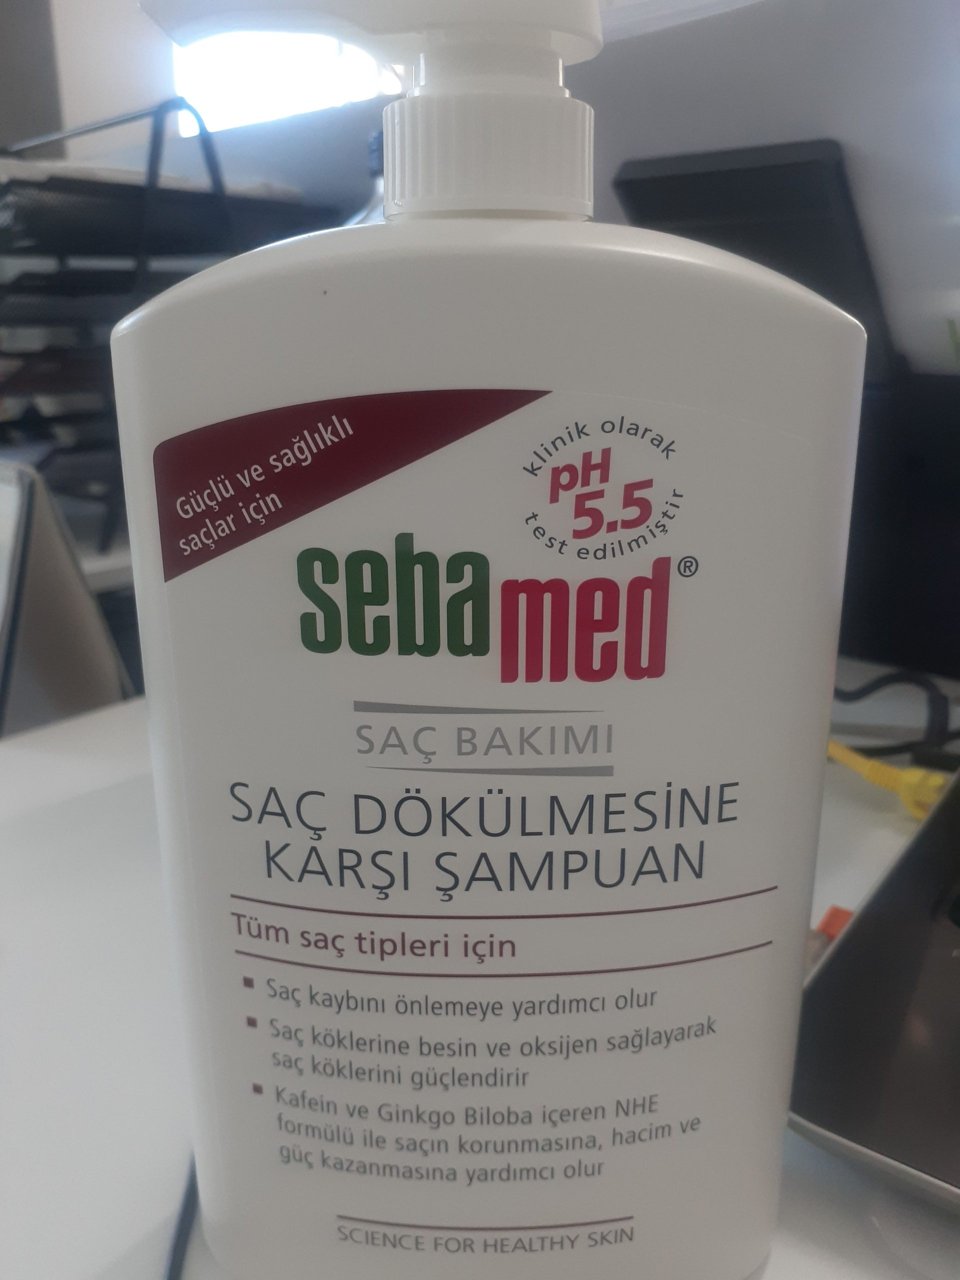 Güçlü ve sağlıklı
saçlar için
klinik olarak
pH
5.5
test edilmiştir
sebamed®
SAÇ BAKIMI
SAÇ DÖKÜLMESİNE
KARŞI ŞAMPUAN
Tüm saç tipleri için
▪ Saç kaybını önlemeye yardımcı olur
▪ Saç köklerine besin ve oksijen sağlayarak
saç köklerini güçlendirir
▪ Kafein ve Ginkgo Biloba içeren NHE
formülü ile saçın korunmasına, hacim ve
güç kazanmasına yardımcı olur
SCIENCE FOR HEALTHY SKIN